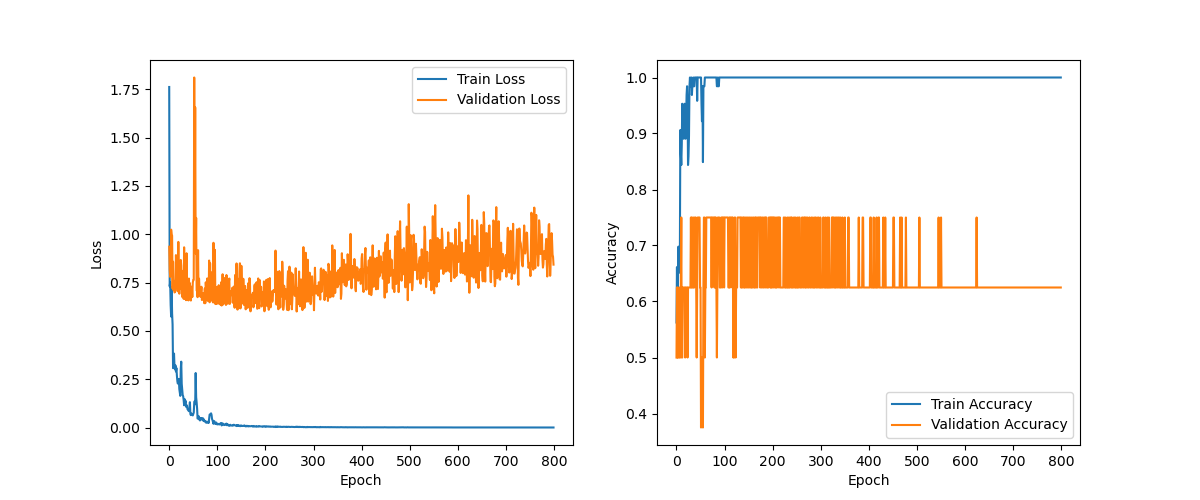 Train Loss
Validation Loss
1.75
1.50
1.25
1.00
0.75
0.50
0.25
0.00
Loss
0 100 200 300 400 500 600 700 800
Epoch
1.0
0.9
0.8
0.7
0.6
0.5
0.4
Accuracy
Train Accuracy
Validation Accuracy
0 100 200 300 400 500 600 700 800
Epoch